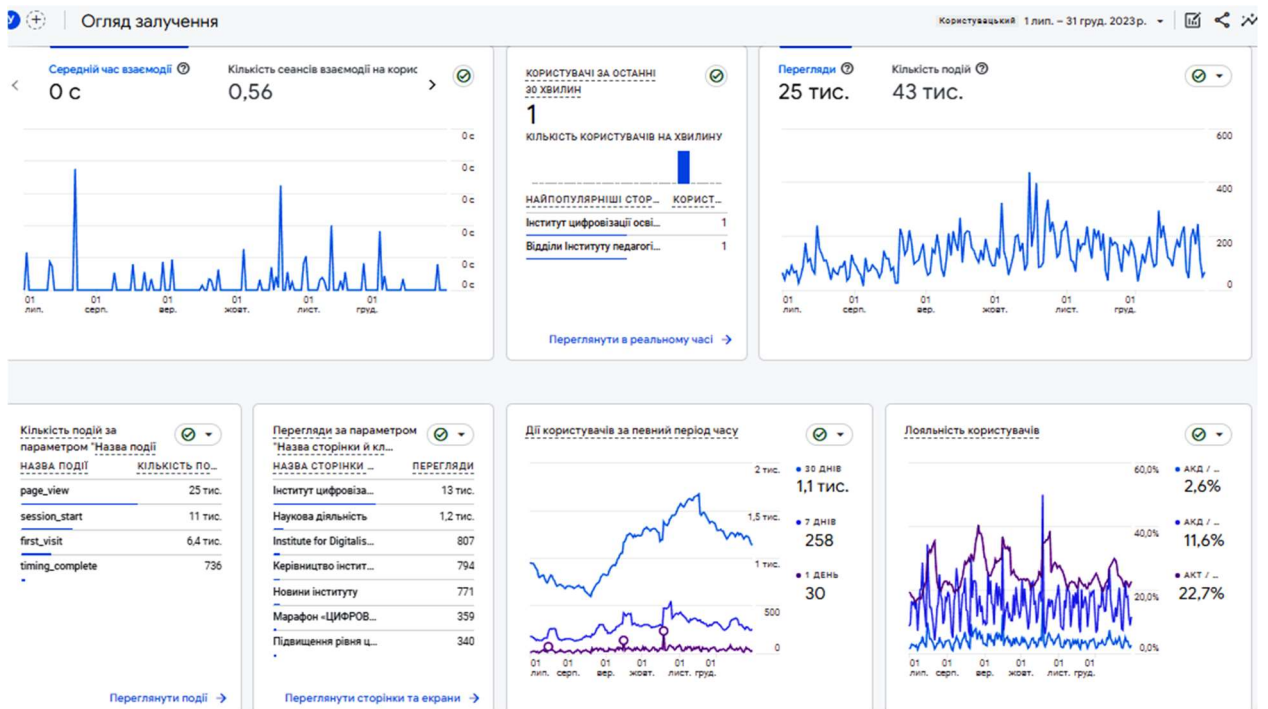 У
Огляд залучення
Користувацький 1 лип. – 31 груд. 2023 р.
Середній час взаємодії
0 с
Кількість сеансів взаємодії на корис
0,56
0 с
0 с
0 с
0 с
0 с
0 с
01 лип.
01 серп.
01 вер.
01 жовт.
01 лист.
01 груд.
КОРИСТУВАЧІ ЗА ОСТАННІ
30 ХВИЛИН
1
КІЛЬКІСТЬ КОРИСТУВАЧІВ НА ХВИЛИНУ
НАЙПОПУЛЯРНІШІ СТОР... КОРИСТ...
Інститут цифровізації осві... 1
Відділи Інституту педагогі... 1
Переглянути в реальному часі →
Перегляди
25 тис.
Кількість подій
43 тис.
600
400
200
0
01 лип.
01 серп.
01 вер.
01 жовт.
01 лист.
01 груд.
Кількість подій за
параметром "Назва події
НАЗВА ПОДІЇ КІЛЬКІСТЬ ПО...
page_view 25 тис.
session_start 11 тис.
first_visit 6,4 тис.
timing_complete 736
Переглянути події →
Перегляди за параметром
"Назва сторінки й кл...
НАЗВА СТОРІНКИ ... ПЕРЕГЛЯДИ
Інститут цифровіза... 13 тис.
Наукова діяльність 1,2 тис.
Institute for Digitalis... 807
Керівництво інстит... 794
Новини інституту 771
Марафон «ЦИФРОВ... 359
Підвищення рівня ц... 340
Переглянути сторінки та екрани →
Дії користувачів за певний період часу
2 тис.
1,5 тис.
1 тис.
500
0
01 лип.
01 серп.
01 вер.
01 жовт.
01 лист.
01 груд.
30 ДНІВ
1,1 тис.
7 ДНІВ
258
1 ДЕНЬ
30
Лояльність користувачів
60,0%
40,0%
20,0%
0,0%
01 лип.
01 серп.
01 вер.
01 жовт.
01 лист.
01 груд.
АКД / ...
2,6%
АКД / ...
11,6%
АКТ / ...
22,7%